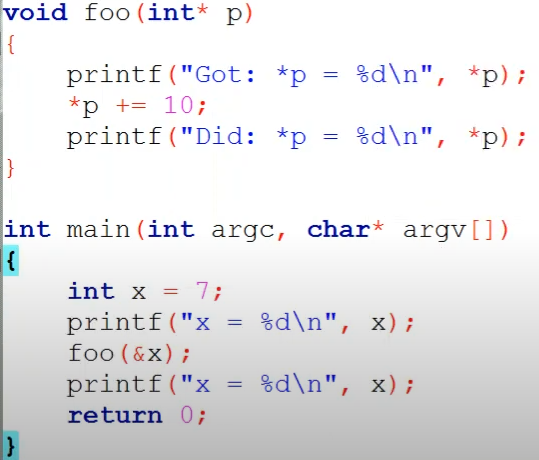 void foo(int* p)
{
    printf("Got: *p = %d\n", *p);
    *p += 10;
    printf("Did: *p = %d\n", *p);
}

int main(int argc, char* argv[])
{
    int x = 7;
    printf("x = %d\n", x);
    foo(&x);
    printf("x = %d\n", x);
    return 0;
}